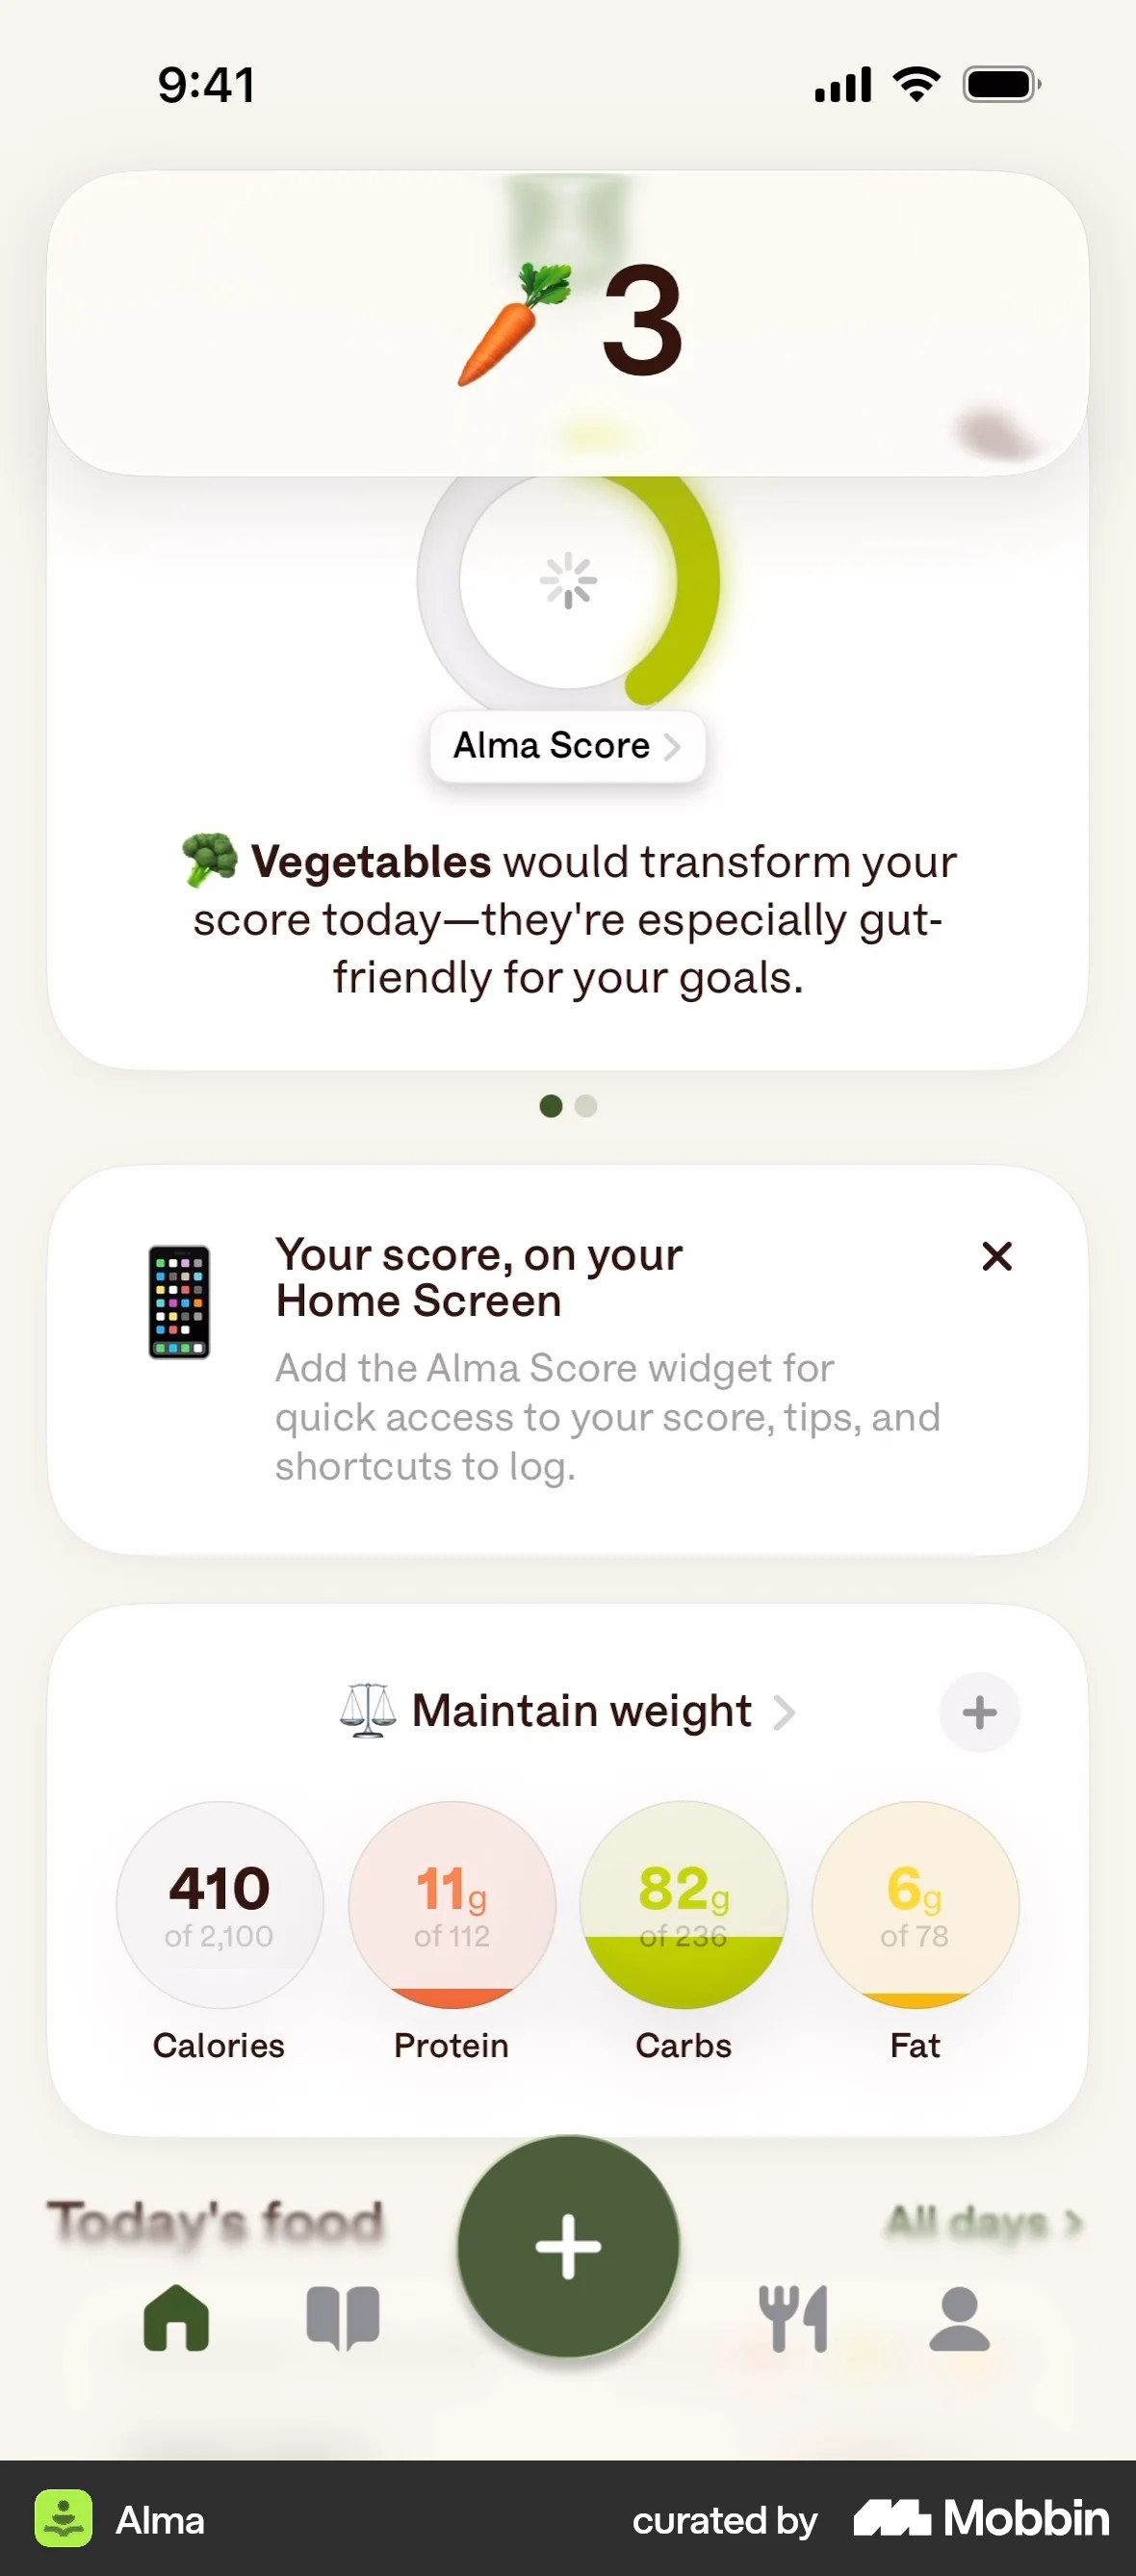 9:41
3
Alma Score
Vegetables would transform your
score today—they're especially gut-
friendly for your goals.
Your score, on your
Home Screen
Add the Alma Score widget for
quick access to your score, tips, and
shortcuts to log.
Maintain weight
410
of 2,100
Calories
11g
of 112
Protein
82g
of 236
Carbs
6g
of 78
Fat
Today's food
All days
Alma
curated by Mobbin